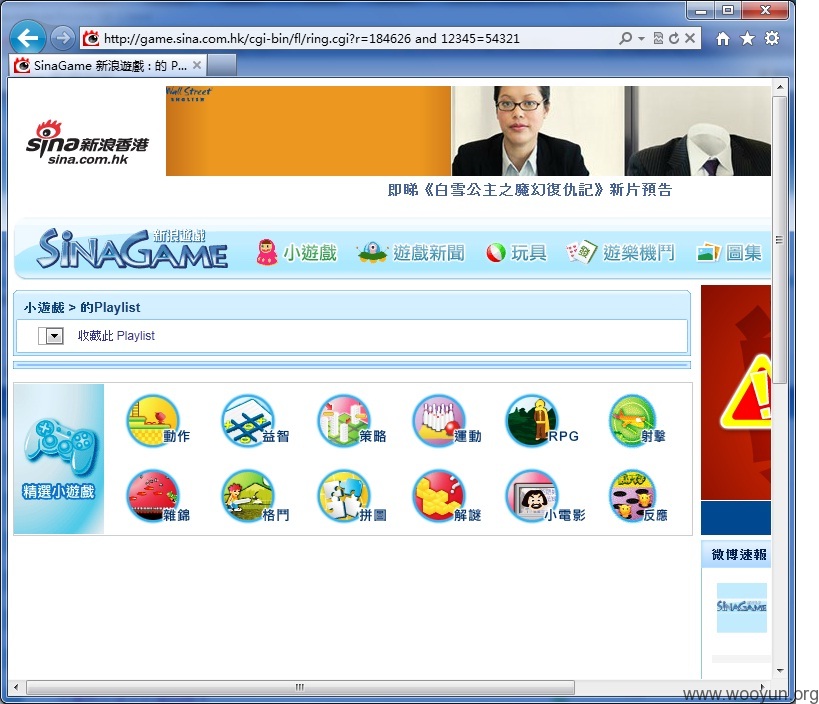 http://game.sina.com.hk/cgi-bin/fl/ring.cgi?r=184626 and 12345=54321
SinaGame 新浪遊戲 : 的 P...
Wall Street
sina 新浪香港
sina.com.hk
即睇《白雪公主之魔幻復仇記》新片預告
新浪遊戲
SINAGAME
小遊戲
遊戲新聞
玩具
遊樂機鬥
圖集
小遊戲 > 的Playlist
收藏此 Playlist
精選小遊戲
動作
益智
策略
運動
RPG
射擊
雜錦
格鬥
拼圖
解謎
小電影
反應
微博速報
SINAGAME
www.wooyun.org